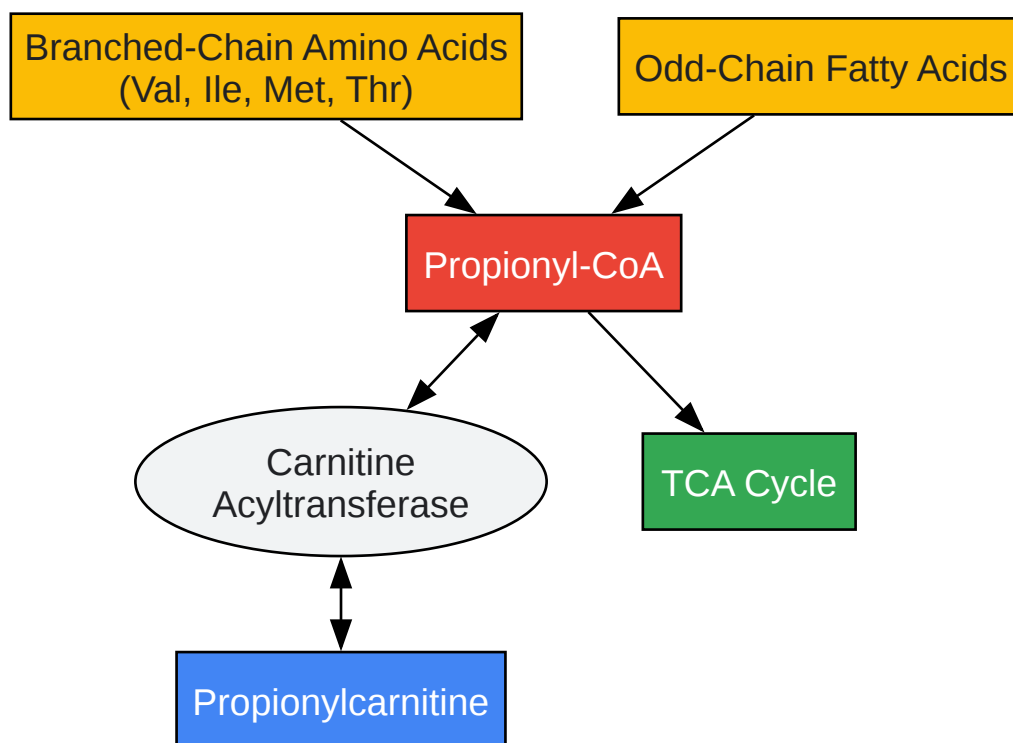 Branched-Chain Amino Acids
(Val, Ile, Met, Thr)
Odd-Chain Fatty Acids
Propionyl-CoA
Carnitine
Acyltransferase
TCA Cycle
Propionylcarnitine